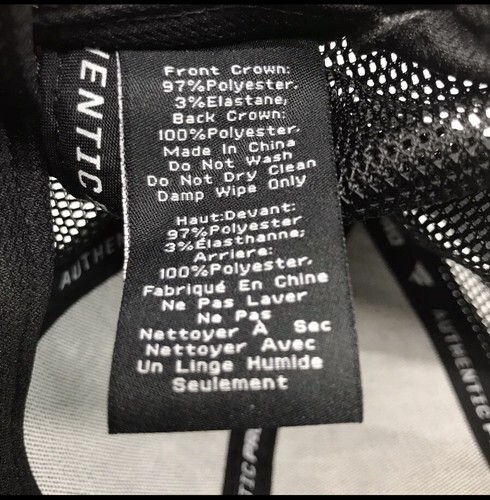 Front Crown:
97%Polyester.
3%Elastane;
Back Crown:
100%Polyester.
Made In China
Do Not Wash
Do Not Dry Clean
Damp Wipe Only
Haut:Devant:
97%Polyester
3%Elasthanne;
Arriere:
100%Polyester.
Fabriqué En Chine
Ne Pas Laver
Ne Pas
Nettoyer À Sec
Nettoyer Avec
Un Linge Humide
Seulement
AUTHENTIC